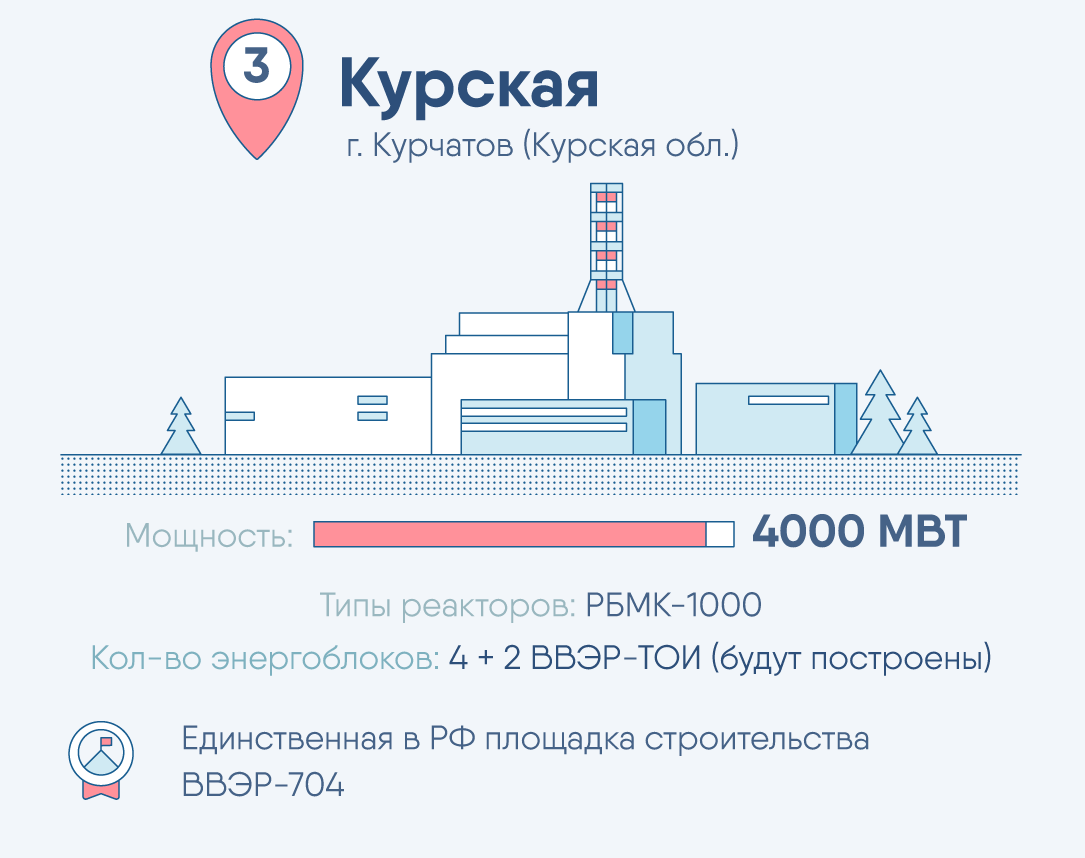 3
Курская
г. Курчатов (Курская обл.)
Мощность: 4000 МВТ
Типы реакторов: РБМК-1000
Кол-во энергоблоков: 4 + 2 ВВЭР-ТОИ (будут построены)
Единственная в РФ площадка строительства
ВВЭР-704